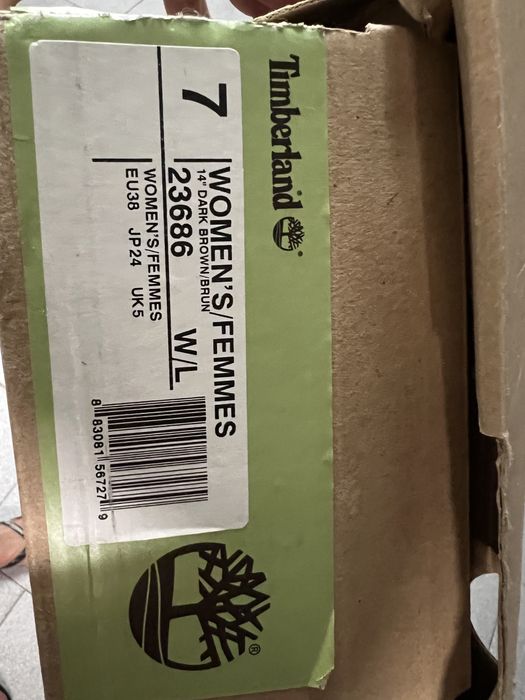 Timberland ®
7
WOMEN'S/FEMMES
14" DARK BROWN/BRUN
23686 W/L
WOMEN'S/FEMMES
EU38 JP24 UK5
8 83081 56727 9
®